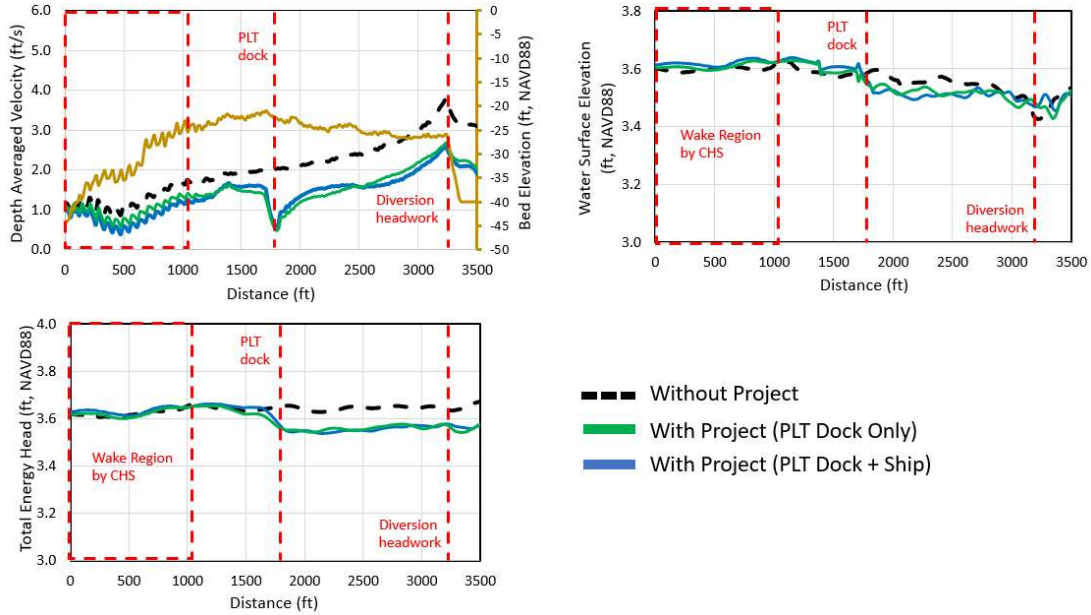 6.0
5.0
4.0
3.0
2.0
1.0
0.0
Depth Averaged Velocity (ft/s)
0
-5
-10
-15
-20
-25
-30
-35
-40
-45
-50
Bed Elevation (ft, NAVD88)
PLT
dock
Diversion
headwork
0
500
1000
1500
2000
2500
3000
3500
Distance (ft)
3.8
3.6
3.4
3.2
3.0
Water Surface Elevation
(ft, NAVD88)
PLT
dock
Wake Region
by CHS
Diversion
headwork
0
500
1000
1500
2000
2500
3000
3500
Distance (ft)
4.0
3.8
3.6
3.4
3.2
3.0
Total Energy Head (ft, NAVD88)
PLT
dock
Wake Region
by CHS
Diversion
headwork
0
500
1000
1500
2000
2500
3000
3500
Distance (ft)
Without Project
With Project (PLT Dock Only)
With Project (PLT Dock + Ship)